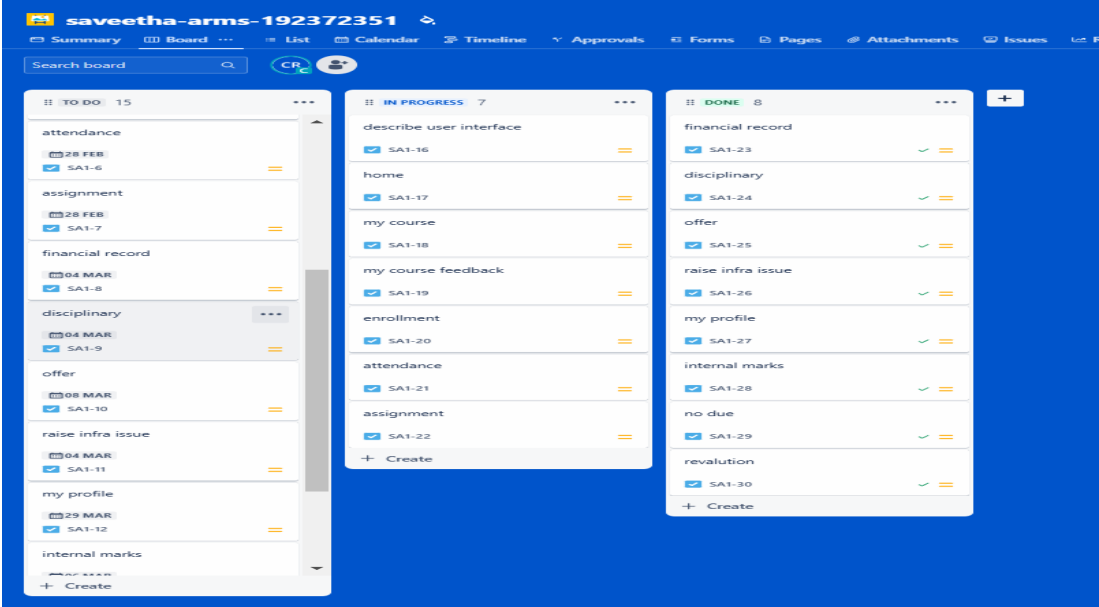 saveetha-arms-192372351
Summary Board List Calendar Timeline Approvals Forms Pages Attachments Issues
Search board CR C
TO DO 15
attendance
28 FEB
SA1-6
assignment
28 FEB
SA1-7
financial record
04 MAR
SA1-8
disciplinary
04 MAR
SA1-9
offer
08 MAR
SA1-10
raise infra issue
04 MAR
SA1-11
my profile
29 MAR
SA1-12
internal marks
+ Create
IN PROGRESS 7
describe user interface
SA1-16
home
SA1-17
my course
SA1-18
my course feedback
SA1-19
enrollment
SA1-20
attendance
SA1-21
assignment
SA1-22
+ Create
DONE 8
financial record
SA1-23
disciplinary
SA1-24
offer
SA1-25
raise infra issue
SA1-26
my profile
SA1-27
internal marks
SA1-28
no due
SA1-29
revalution
SA1-30
+ Create